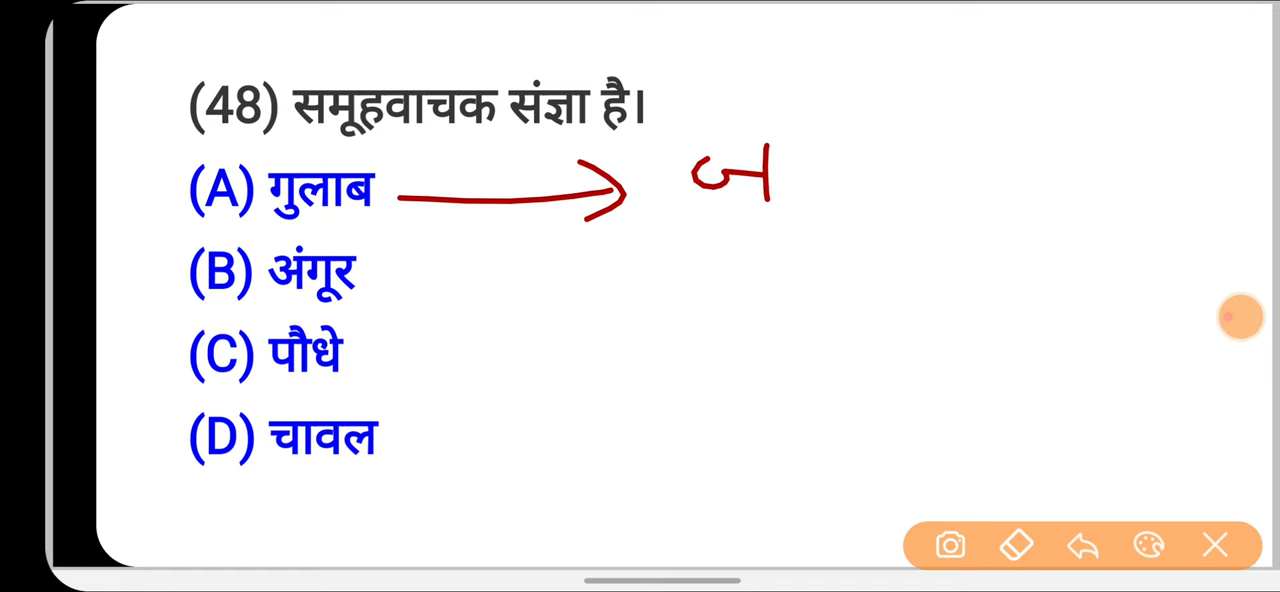 (48) समूहवाचक संज्ञा है।
(A) गुलाब → ज
(B) अंगूर
(C) पौधे
(D) चावल